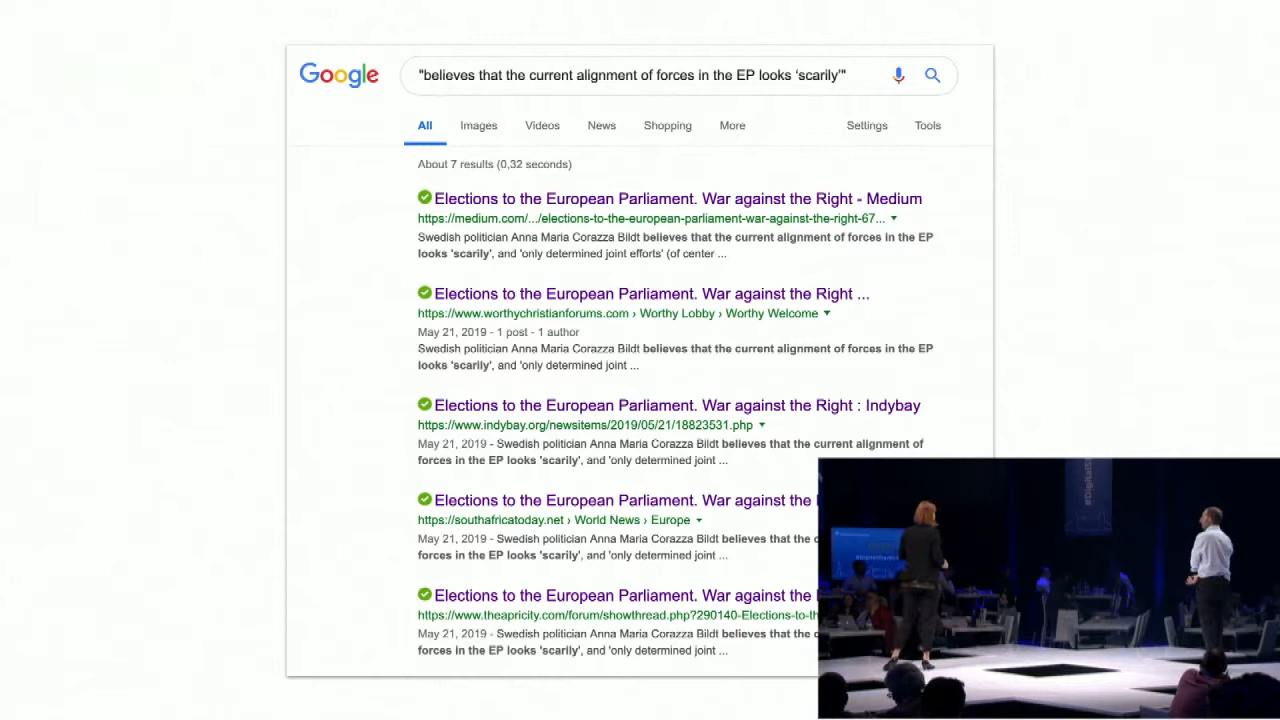 Google
"believes that the current alignment of forces in the EP looks ‘scarily’"
All Images Videos News Shopping More Settings Tools
About 7 results (0,32 seconds)
Elections to the European Parliament. War against the Right - Medium
https://medium.com/.../elections-to-the-european-parliament-war-against-the-right-67...
Swedish politician Anna Maria Corazza Bildt believes that the current alignment of forces in the EP
looks 'scarily', and 'only determined joint efforts' (of center ...
Elections to the European Parliament. War against the Right ...
https://www.worthychristianforums.com › Worthy Lobby › Worthy Welcome
May 21, 2019 - 1 post - 1 author
Swedish politician Anna Maria Corazza Bildt believes that the current alignment of forces in the EP
looks 'scarily', and 'only determined joint ...
Elections to the European Parliament. War against the Right : Indybay
https://www.indybay.org/newsitems/2019/05/21/18823531.php
May 21, 2019 - Swedish politician Anna Maria Corazza Bildt believes that the current alignment of
forces in the EP looks 'scarily', and 'only determined joint ...
Elections to the European Parliament. War against the
https://southafricatoday.net › World News › Europe
May 21, 2019 - Swedish politician Anna Maria Corazza Bildt believes that the
forces in the EP looks 'scarily', and 'only determined joint ...
Elections to the European Parliament. War against the
https://www.theapricity.com/forum/showthread.php?290140-Elections-to-th
May 21, 2019 - Swedish politician Anna Maria Corazza Bildt believes that the
forces in the EP looks 'scarily', and 'only determined joint ...